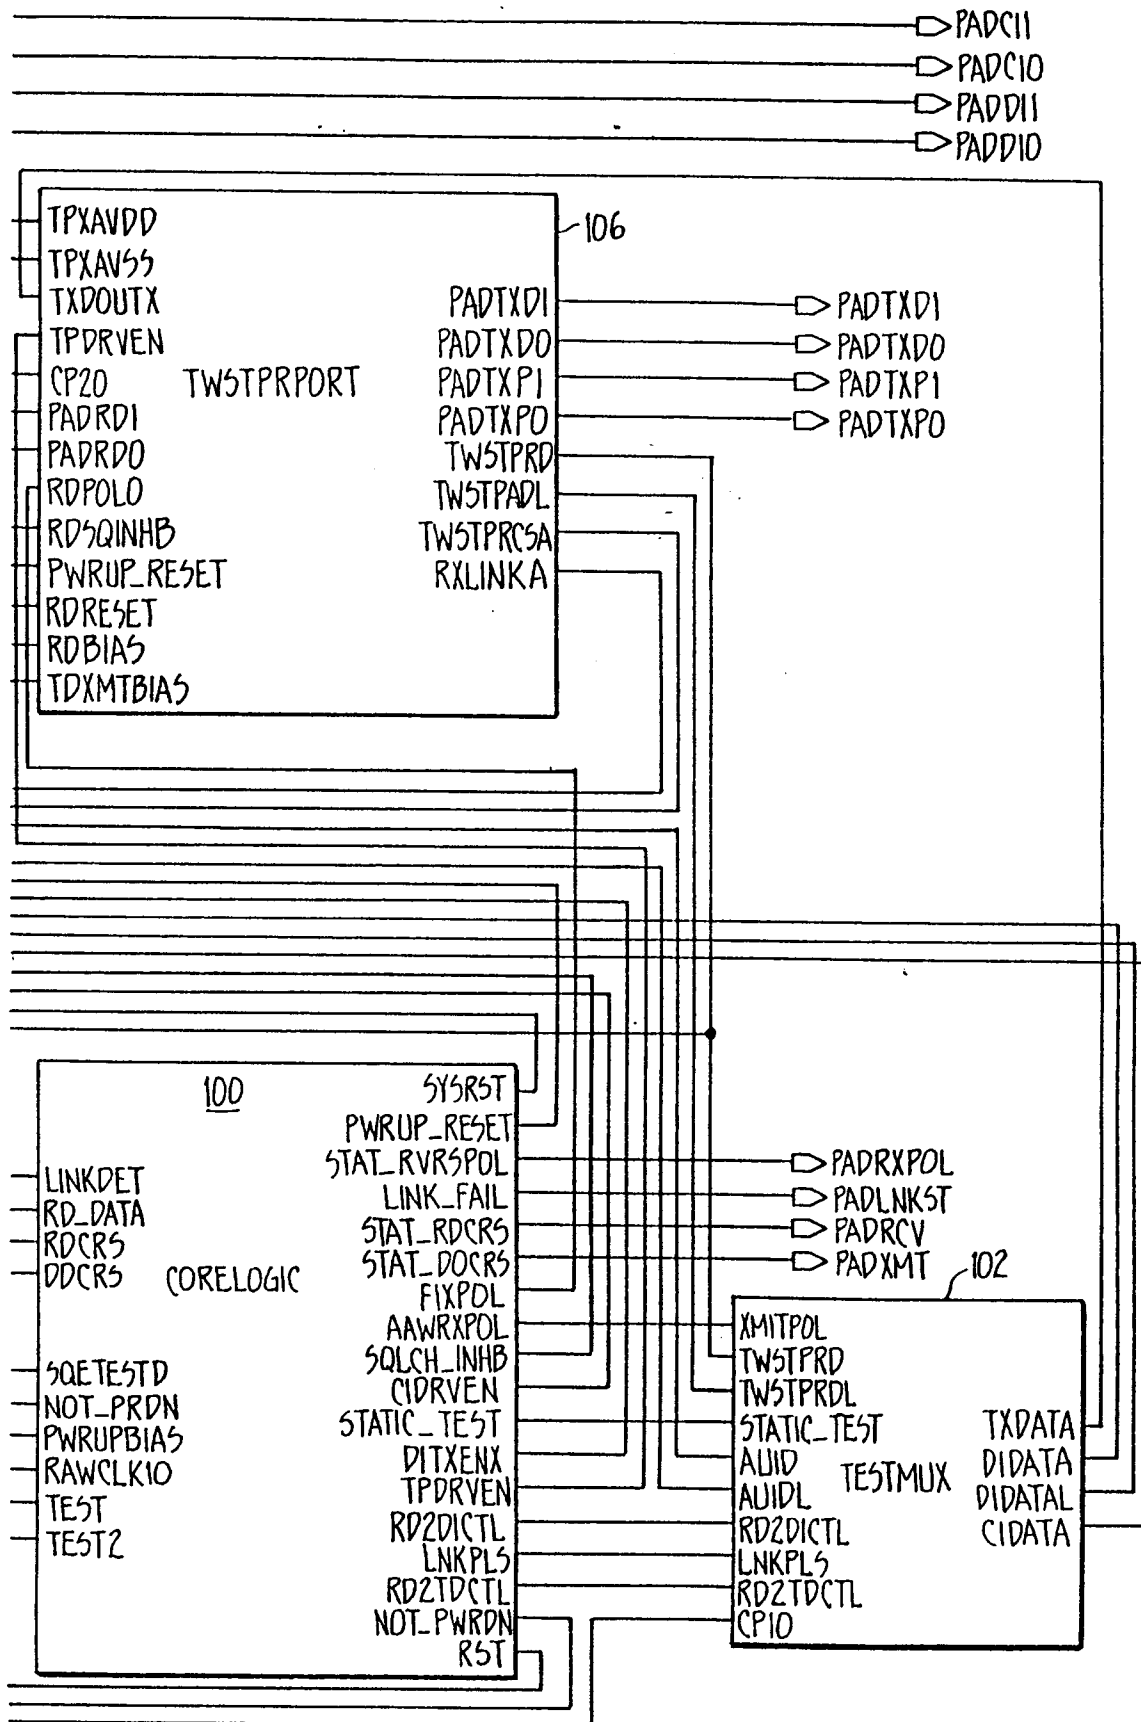 PADCI1
PADCI0
PADDI1
PADDI0
106
TPXAVDD
TPXAVSS
TXDOUTX
TPDRVEN
CP20
PADRDI
PADRDO
RDPOLO
RDSQINHB
PWRUP_RESET
RDRESET
RDBIAS
TDXMTBIAS
TWSTPRPORT
PADTXD1
PADTXD0
PADTXP1
PADTXP0
TWSTPRD
TWSTPADL
TWSTPRCSA
RXLINKA
PADTXD1
PADTXD0
PADTXP1
PADTXP0
100
LINKDET
RD_DATA
RDCRS
DDCRS
SQETESTD
NOT_PRDN
PWRUPBIAS
RAWCLK10
TEST
TEST2
CORELOGIC
SYSRST
PWRUP_RESET
STAT_RVRSPOL
LINK_FAIL
STAT_RDCRS
STAT_DOCRS
FIXPOL
AAWRXPOL
SQLCH_INHB
CIDRVEN
STATIC_TEST
DITXENX
TPDRVEN
RD2DICTL
LNKPLS
RD2TDCTL
NOT_PWRDN
RST
PADRXPOL
PADLNKST
PADRCV
PADXMT
102
XMITPOL
TWSTPRD
TWSTPRDL
STATIC_TEST
AUID
AUIDL
RD2DICTL
LNKPLS
RD2TDCTL
CP10
TESTMUX
TXDATA
DIDATA
DIDATAL
CIDATA